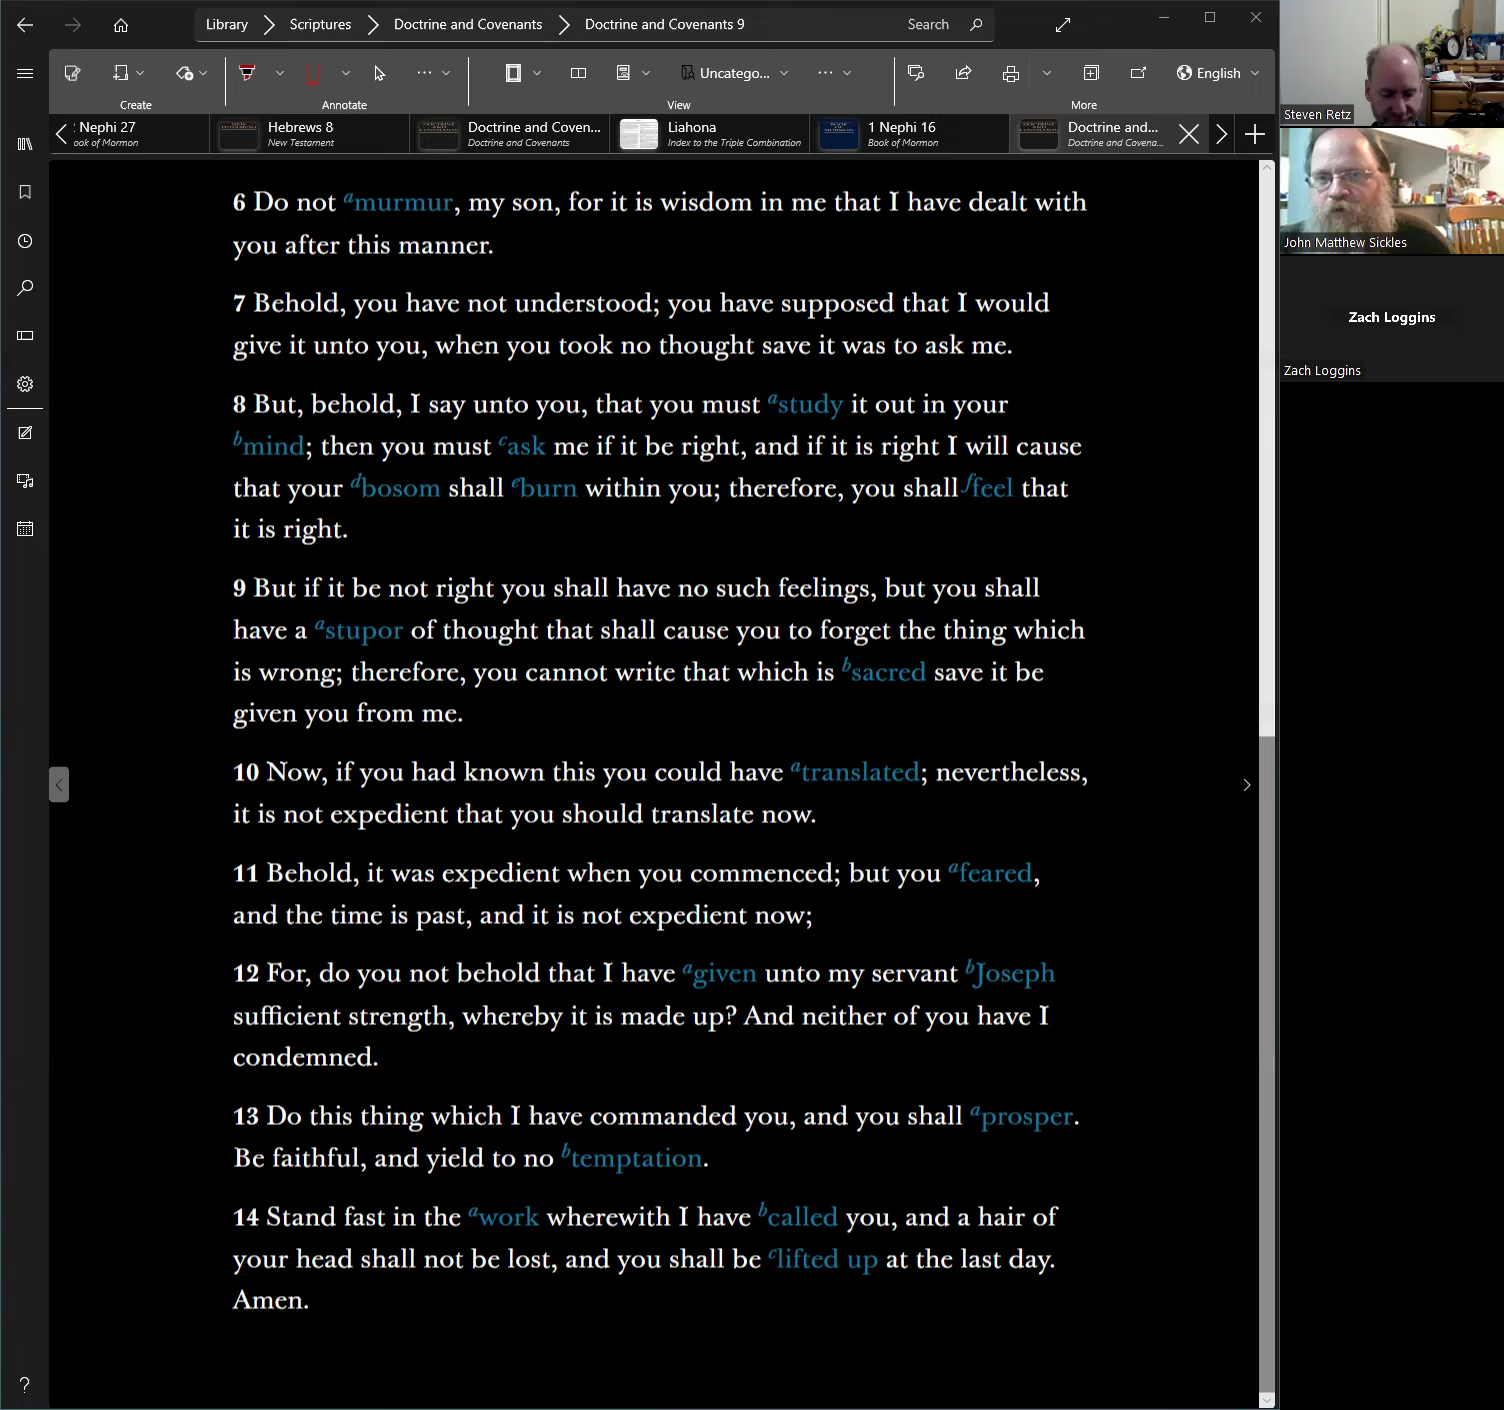 Library
Scriptures
Doctrine and Covenants
Doctrine and Covenants 9
Search
Uncatego...
English
Create
Annotate
View
More
Nephi 27
ook of Mormon
Hebrews 8
New Testament
Doctrine and Coven...
Doctrine and Covenants
Liahona
Index to the Triple Combination
1 Nephi 16
Book of Mormon
Doctrine and...
Doctrine and Covena...
6 Do not a murmur, my son, for it is wisdom in me that I have dealt with
you after this manner.
7 Behold, you have not understood; you have supposed that I would
give it unto you, when you took no thought save it was to ask me.
8 But, behold, I say unto you, that you must a study it out in your
b mind; then you must c ask me if it be right, and if it is right I will cause
that your d bosom shall e burn within you; therefore, you shall f feel that
it is right.
9 But if it be not right you shall have no such feelings, but you shall
have a a stupor of thought that shall cause you to forget the thing which
is wrong; therefore, you cannot write that which is b sacred save it be
given you from me.
10 Now, if you had known this you could have a translated; nevertheless,
it is not expedient that you should translate now.
11 Behold, it was expedient when you commenced; but you a feared,
and the time is past, and it is not expedient now;
12 For, do you not behold that I have a given unto my servant b Joseph
sufficient strength, whereby it is made up? And neither of you have I
condemned.
13 Do this thing which I have commanded you, and you shall a prosper.
Be faithful, and yield to no b temptation.
14 Stand fast in the a work wherewith I have b called you, and a hair of
your head shall not be lost, and you shall be c lifted up at the last day.
Amen.
Steven Retz
John Matthew Sickles
Zach Loggins
Zach Loggins